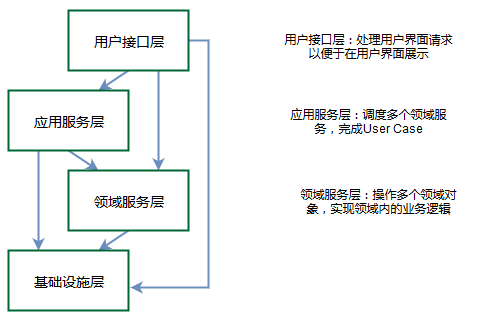 用户接口层
用户接口层：处理用户界面请求
以便于在用户界面展示
应用服务层
应用服务层：调度多个领域服
务，完成User Case
领域服务层
领域服务层：操作多个领域对
象，实现领域内的业务逻辑
基础设施层